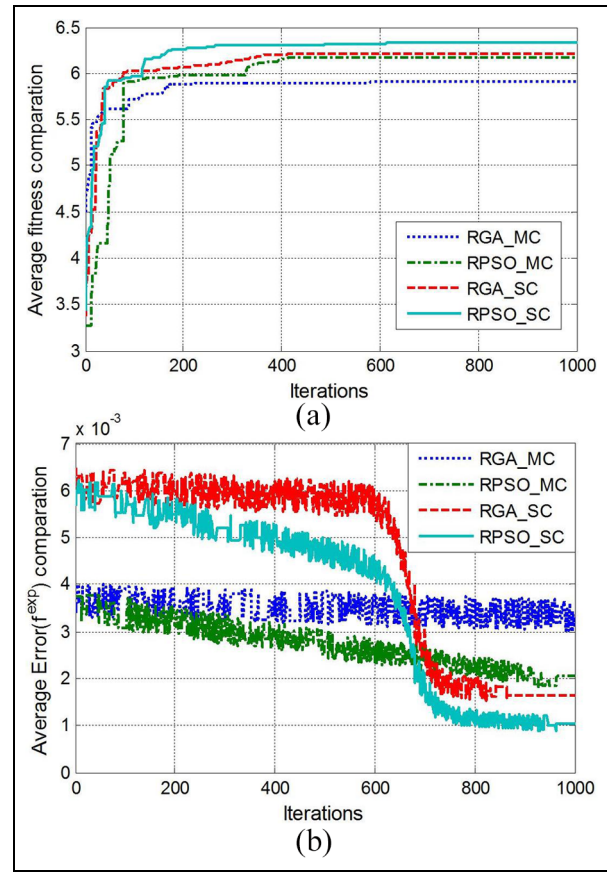 6.5
6
5.5
5
4.5
4
3.5
3
Average fitness comparation
RGA_MC
RPSO_MC
RGA_SC
RPSO_SC
0 200 400 600 800 1000
Iterations
(a)
x 10^-3
7
6
5
4
3
2
1
0
Average Error(f^exp) comparation
RGA_MC
RPSO_MC
RGA_SC
RPSO_SC
0 200 400 600 800 1000
Iterations
(b)